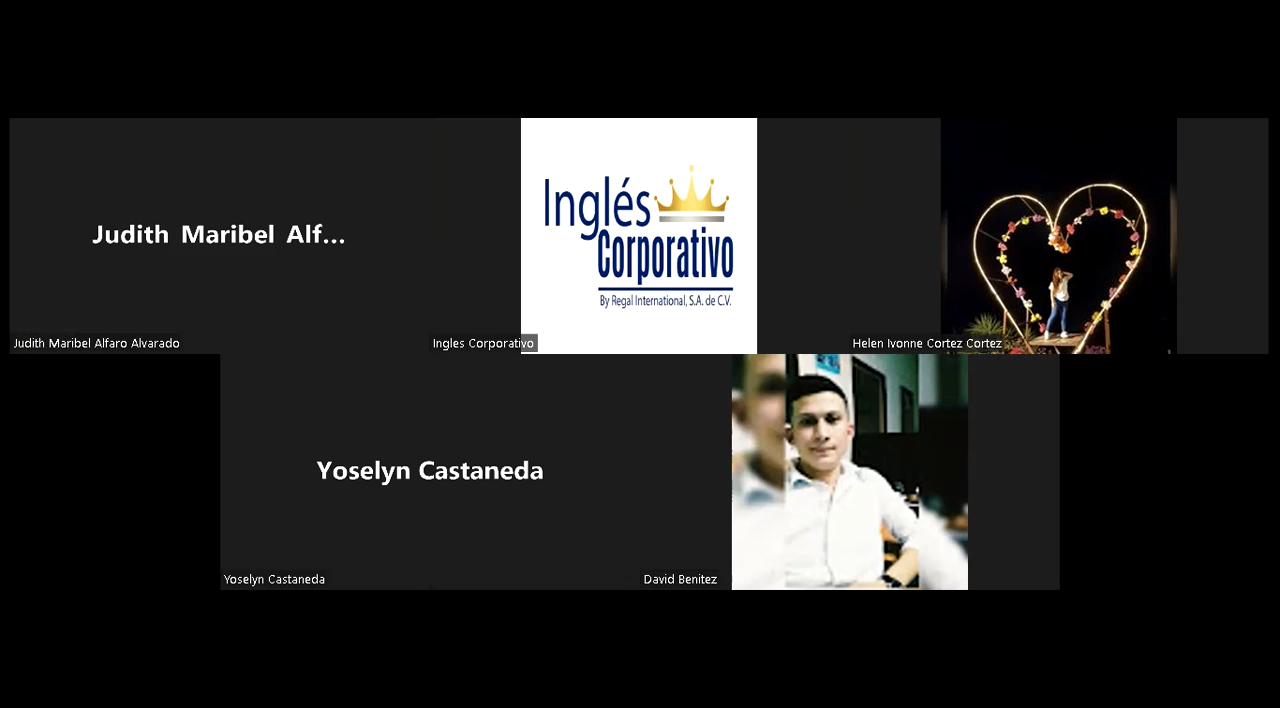 Judith Maribel Alf...
Judith Maribel Alfaro Alvarado
Inglés
Corporativo
By Regal International, S.A. de C.V.
Ingles Corporativo
Helen Ivonne Cortez Cortez
Yoselyn Castaneda
Yoselyn Castaneda
David Benitez